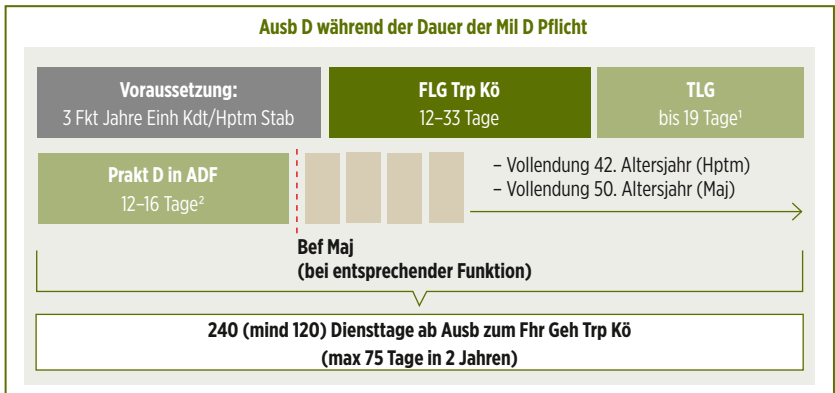 Ausb D während der Dauer der Mil D Pflicht
Voraussetzung:
3 Fkt Jahre Einh Kdt/Hptm Stab
FLG Trp Kö
12–33 Tage
TLG
bis 19 Tage¹
Prakt D in ADF
12–16 Tage²
– Vollendung 42. Altersjahr (Hptm)
– Vollendung 50. Altersjahr (Maj)
Bef Maj
(bei entsprechender Funktion)
240 (mind 120) Diensttage ab Ausb zum Fhr Geh Trp Kö
(max 75 Tage in 2 Jahren)